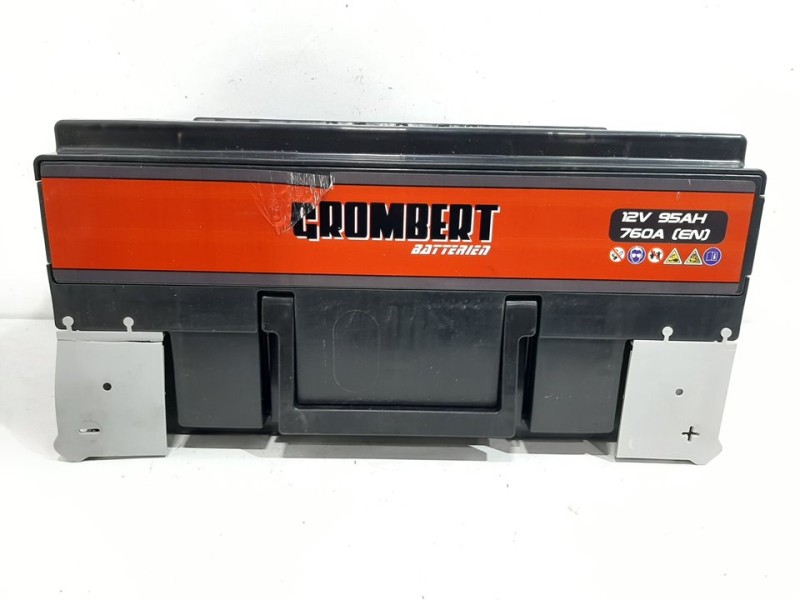 GROMBERT
BATTERIEN
12V 95AH
760A (EN)
-
+